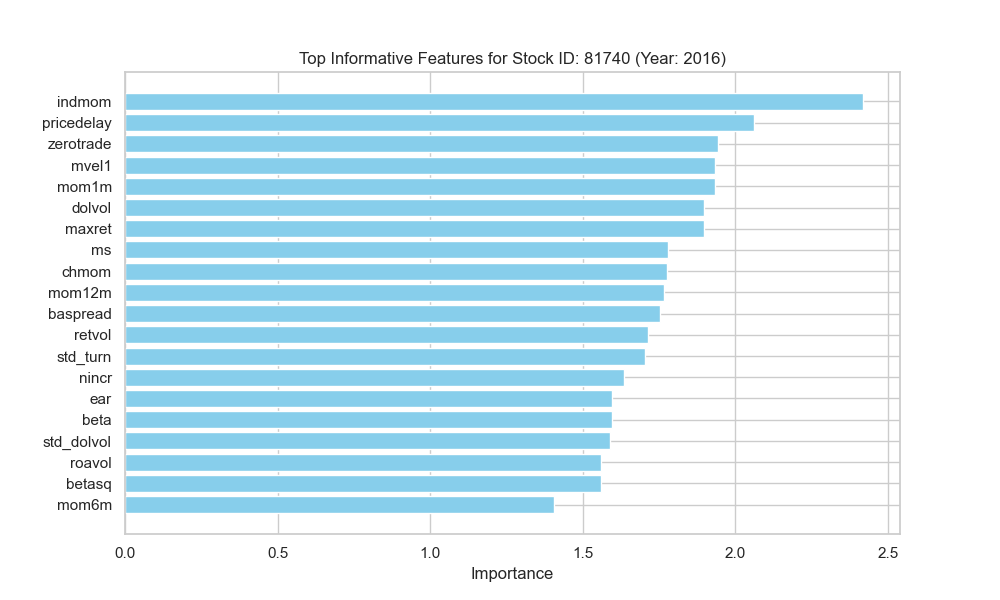 Top Informative Features for Stock ID: 81740 (Year: 2016)
indmom
pricedelay
zerotrade
mvel1
mom1m
dolvol
maxret
ms
chmom
mom12m
baspread
retvol
std_turn
nincr
ear
beta
std_dolvol
roavol
betasq
mom6m
0.0 0.5 1.0 1.5 2.0 2.5
Importance